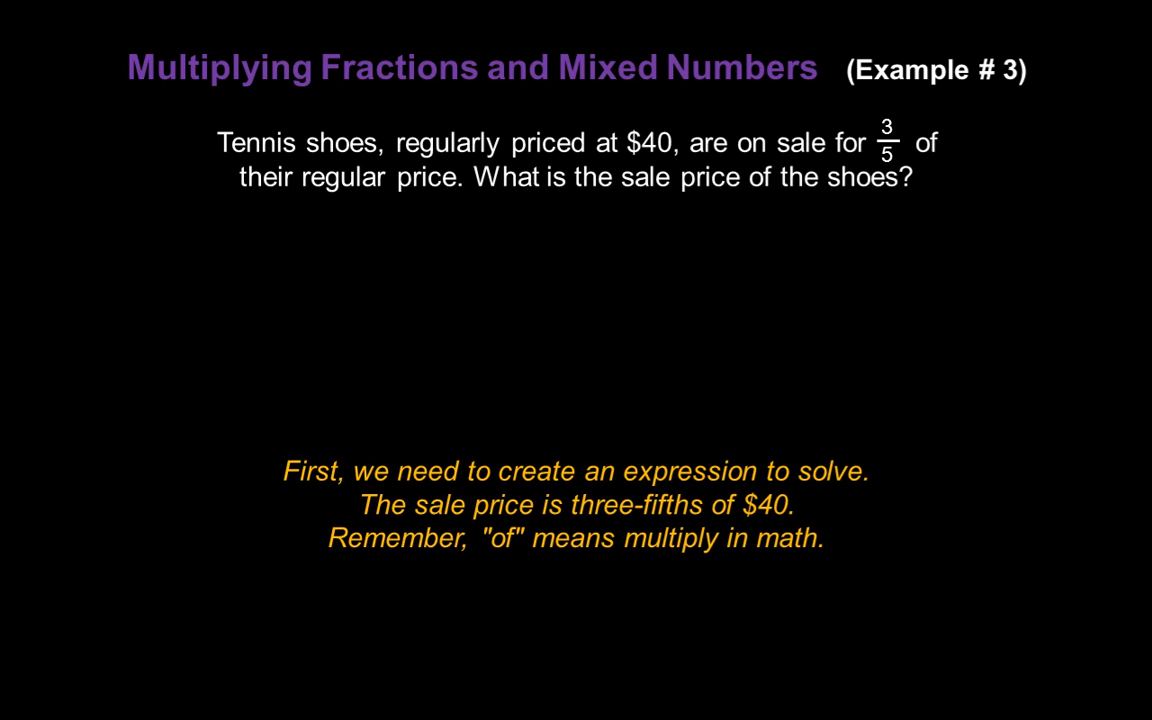 Multiplying Fractions and Mixed Numbers (Example # 3)
Tennis shoes, regularly priced at $40, are on sale for 3/5 of
their regular price. What is the sale price of the shoes?
First, we need to create an expression to solve.
The sale price is three-fifths of $40.
Remember, "of" means multiply in math.